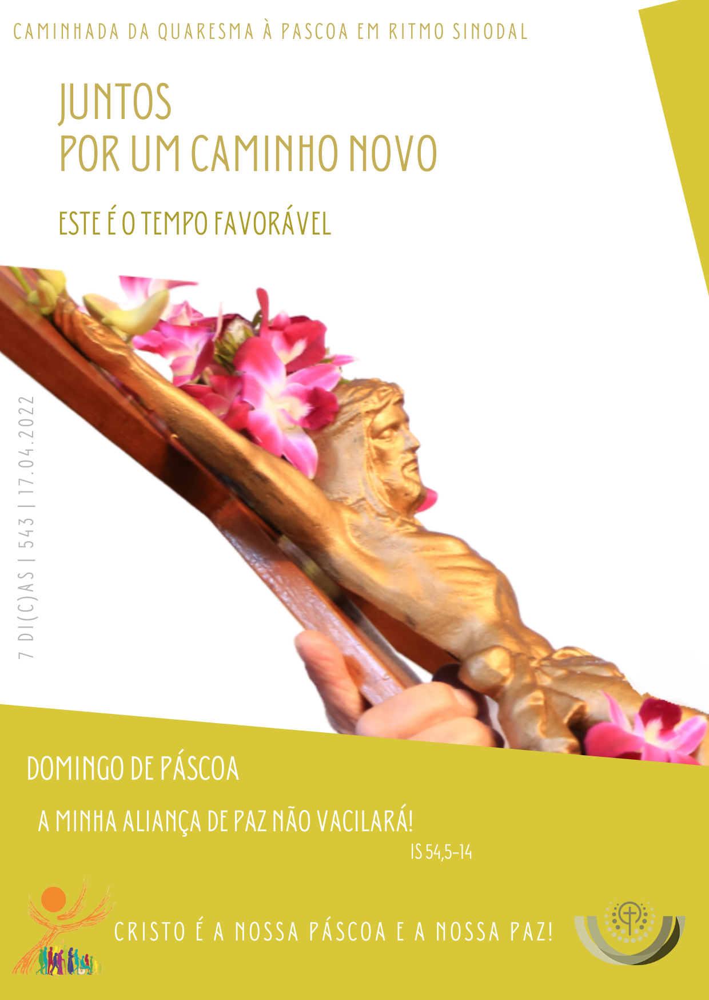 CAMINHADA DA QUARESMA À PASCOA EM RITMO SINODAL
JUNTOS
POR UM CAMINHO NOVO
ESTE É O TEMPO FAVORÁVEL
7 DI(C)AS | 543 | 17.04.2022
DOMINGO DE PÁSCOA
A MINHA ALIANÇA DE PAZ NÃO VACILARÁ!
IS 54,5-14
CRISTO É A NOSSA PÁSCOA E A NOSSA PAZ!